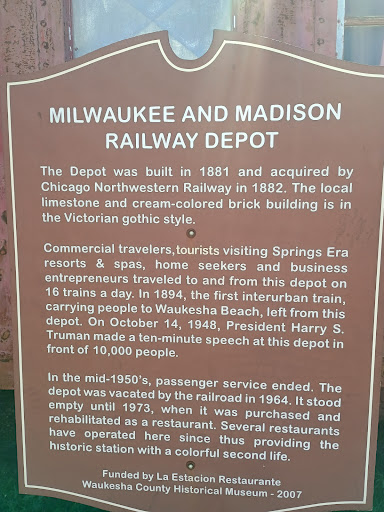 MILWAUKEE AND MADISON
RAILWAY DEPOT
The Depot was built in 1881 and acquired by
Chicago Northwestern Railway in 1882. The local
limestone and cream-colored brick building is in
the Victorian gothic style.
Commercial travelers,tourists visiting Springs Era
resorts & spas, home seekers and business
entrepreneurs traveled to and from this depot on
16 trains a day. In 1894, the first interurban train,
carrying people to Waukesha Beach, left from this
depot. On October 14, 1948, President Harry S.
Truman made a ten-minute speech at this depot in
front of 10,000 people.
In the mid-1950's, passenger service ended. The
depot was vacated by the railroad in 1964. It stood
empty until 1973, when it was purchased and
rehabilitated as a restaurant. Several restaurants
have operated here since thus providing the
historic station with a colorful second life.
Funded by La Estacion Restaurante
Waukesha County Historical Museum - 2007